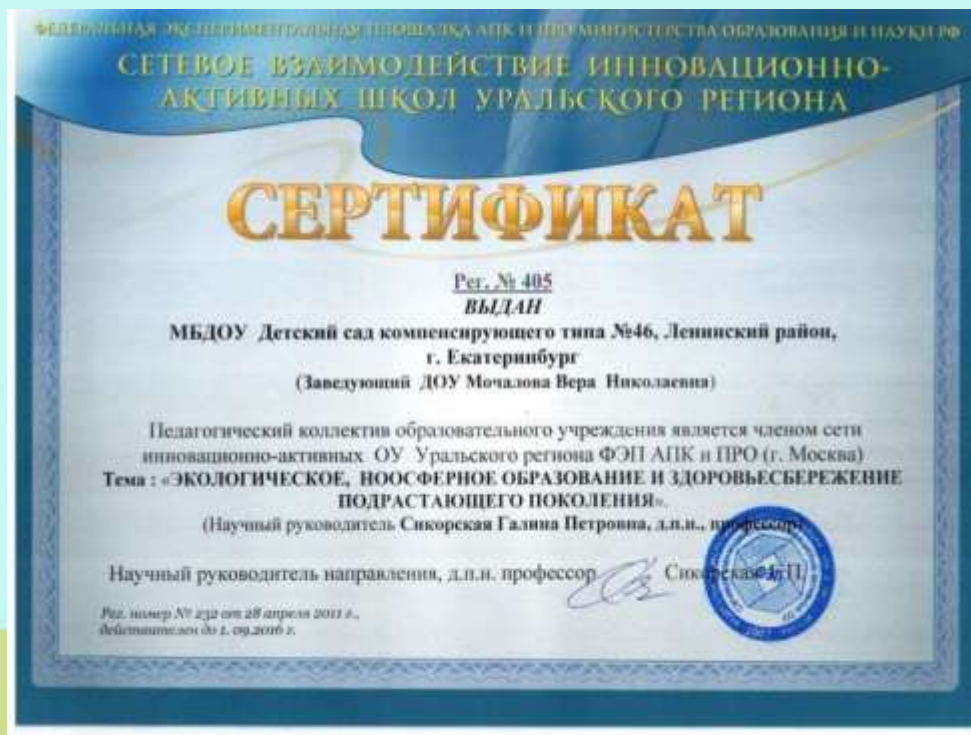 ФЕДЕРАЛЬНАЯ ЭКСПЕРИМЕНТАЛЬНАЯ ПЛОЩАДКА АПК И ПРО МИНИСТЕРСТВА ОБРАЗОВАНИЯ И НАУКИ РФ
СЕТЕВОЕ ВЗАИМОДЕЙСТВИЕ ИННОВАЦИОННО-
АКТИВНЫХ ШКОЛ УРАЛЬСКОГО РЕГИОНА
СЕРТИФИКАТ
Рег. № 405
ВЫДАН
МБДОУ Детский сад компенсирующего типа №46, Ленинский район,
г. Екатеринбург
(Заведующий ДОУ Мочалова Вера Николаевна)
Педагогический коллектив образовательного учреждения является членом сети
инновационно-активных ОУ Уральского региона ФЭП АПК и ПРО (г. Москва)
Тема : «ЭКОЛОГИЧЕСКОЕ, НООСФЕРНОЕ ОБРАЗОВАНИЕ И ЗДОРОВЬЕСБЕРЕЖЕНИЕ
ПОДРАСТАЮЩЕГО ПОКОЛЕНИЯ».
(Научный руководитель Сикорская Галина Петровна, д.п.н., профессор)
Научный руководитель направления, д.п.н. профессор Сикорская Г.П.
Рег. номер № 232 от 28 апреля 2011 г.,
действителен до 1. 09.2016 г.